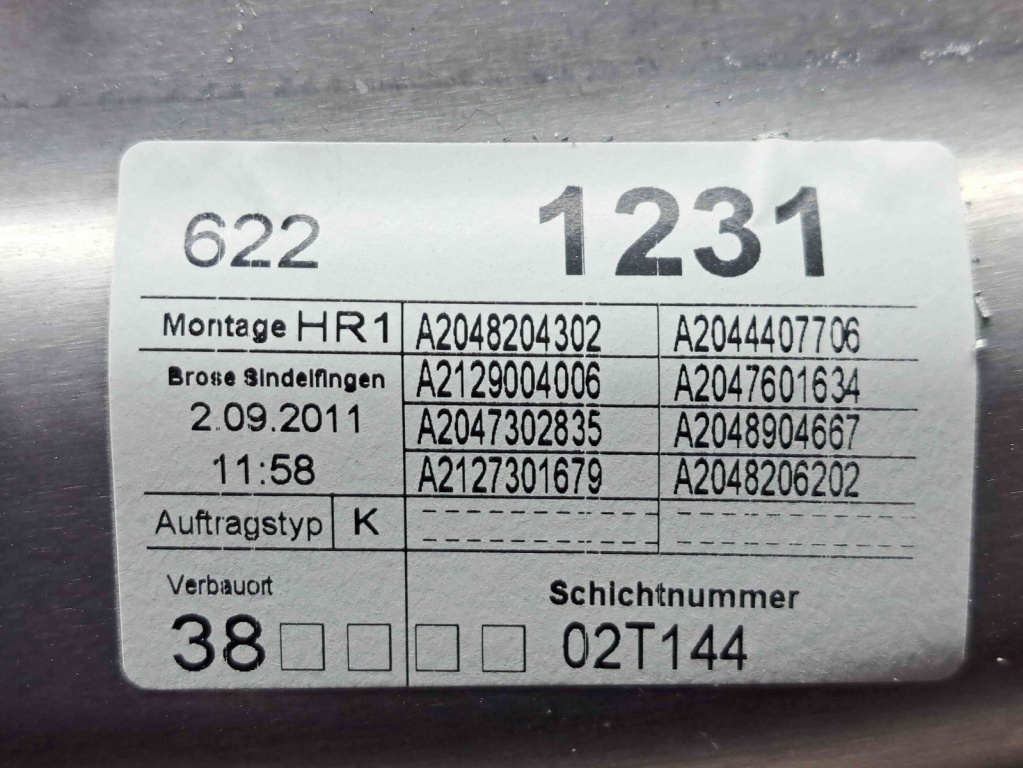 622 1231
Montage HR1 A2048204302 A2044407706
Brose Sindelfingen A2129004006 A2047601634
2.09.2011 A2047302835 A2048904667
11:58 A2127301679 A2048206202
Auftragstyp K
Verbauort Schichtnummer
38 02T144